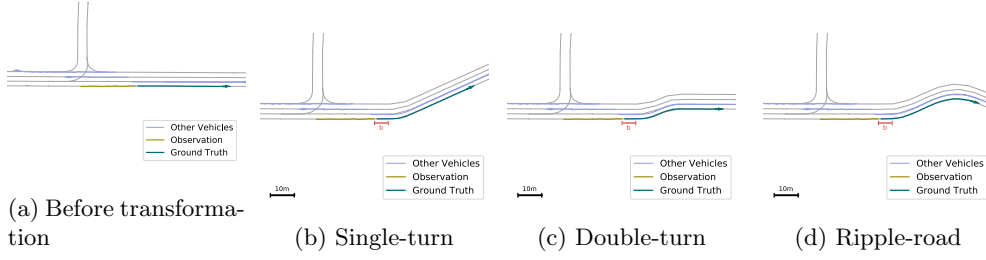 Other Vehicles
Observation
Ground Truth
(a) Before transforma-
tion
b
Other Vehicles
Observation
Ground Truth
10m
(b) Single-turn
b
Other Vehicles
Observation
Ground Truth
10m
(c) Double-turn
b
Other Vehicles
Observation
Ground Truth
10m
(d) Ripple-road